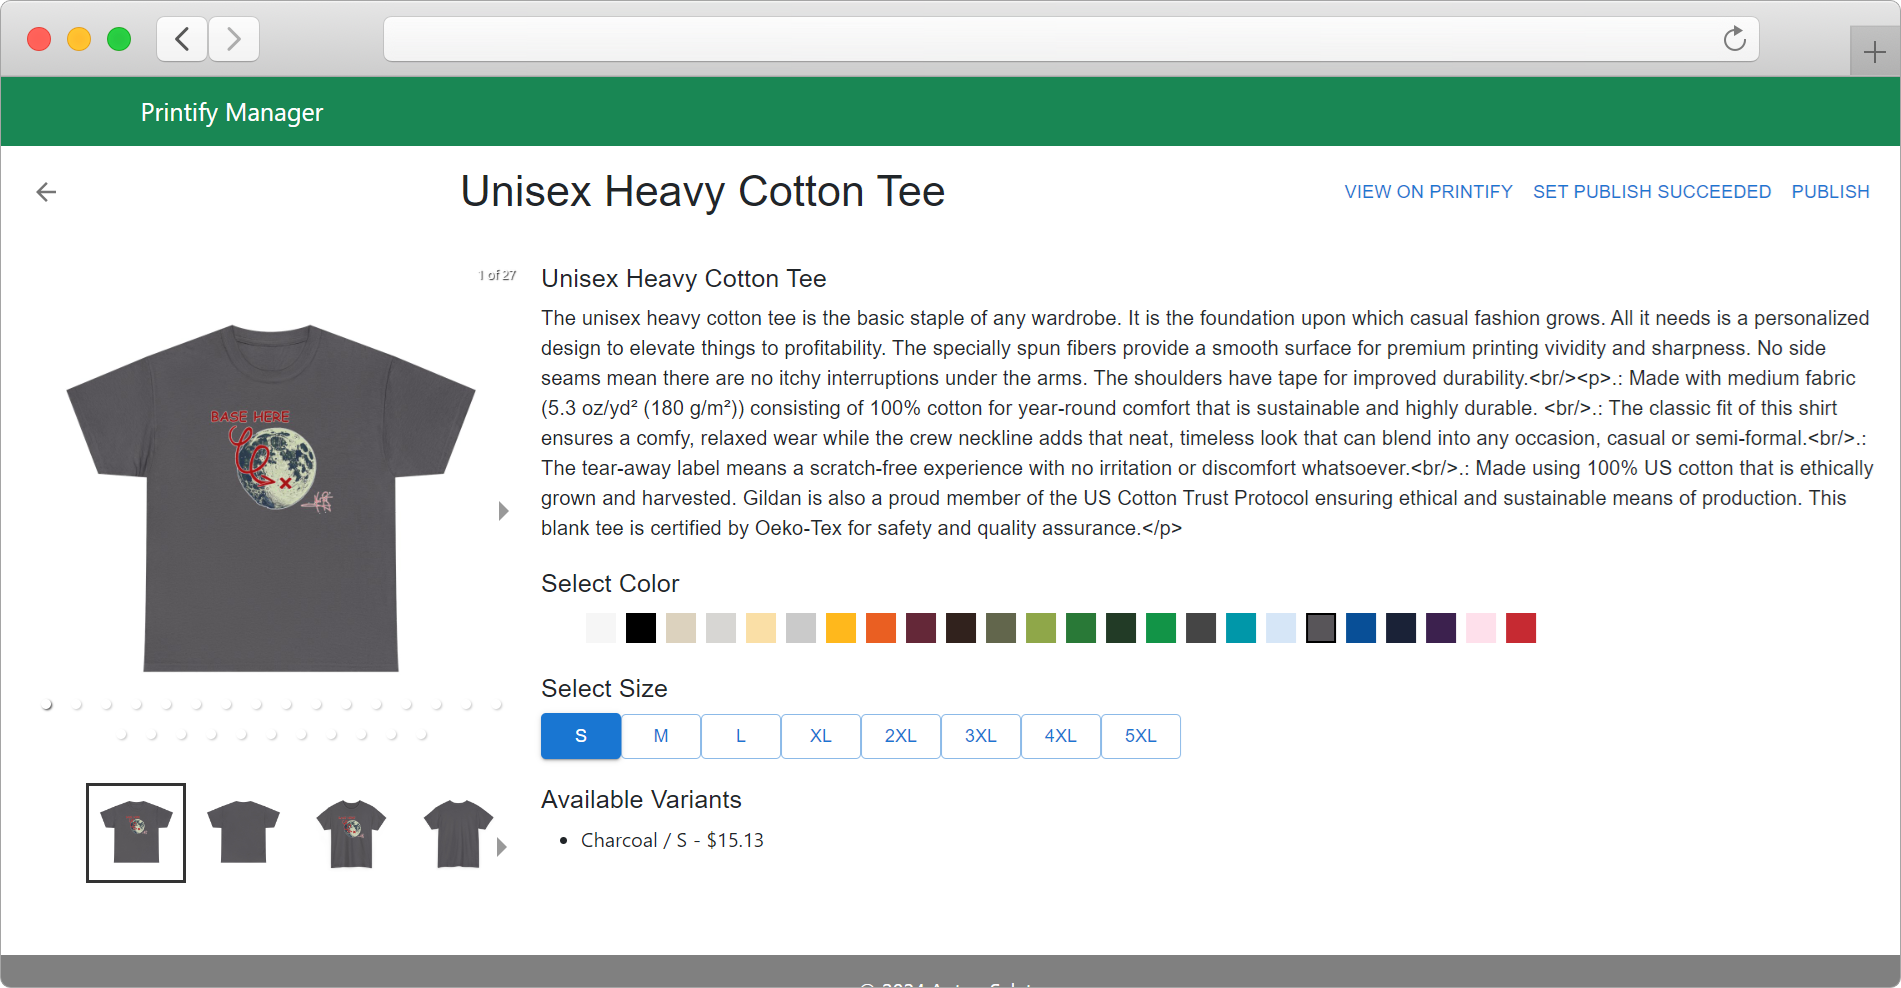 Printify Manager
Unisex Heavy Cotton Tee
VIEW ON PRINTIFY
SET PUBLISH SUCCEEDED
PUBLISH
1 of 27
BASE HERE
Unisex Heavy Cotton Tee
The unisex heavy cotton tee is the basic staple of any wardrobe. It is the foundation upon which casual fashion grows. All it needs is a personalized
design to elevate things to profitability. The specially spun fibers provide a smooth surface for premium printing vividity and sharpness. No side
seams mean there are no itchy interruptions under the arms. The shoulders have tape for improved durability.<br/><p>.: Made with medium fabric
(5.3 oz/yd² (180 g/m²)) consisting of 100% cotton for year-round comfort that is sustainable and highly durable. <br/>.: The classic fit of this shirt
ensures a comfy, relaxed wear while the crew neckline adds that neat, timeless look that can blend into any occasion, casual or semi-formal.<br/>.:
The tear-away label means a scratch-free experience with no irritation or discomfort whatsoever.<br/>.: Made using 100% US cotton that is ethically
grown and harvested. Gildan is also a proud member of the US Cotton Trust Protocol ensuring ethical and sustainable means of production. This
blank tee is certified by Oeko-Tex for safety and quality assurance.</p>
Select Color
Select Size
S M L XL 2XL 3XL 4XL 5XL
Available Variants
Charcoal / S - $15.13